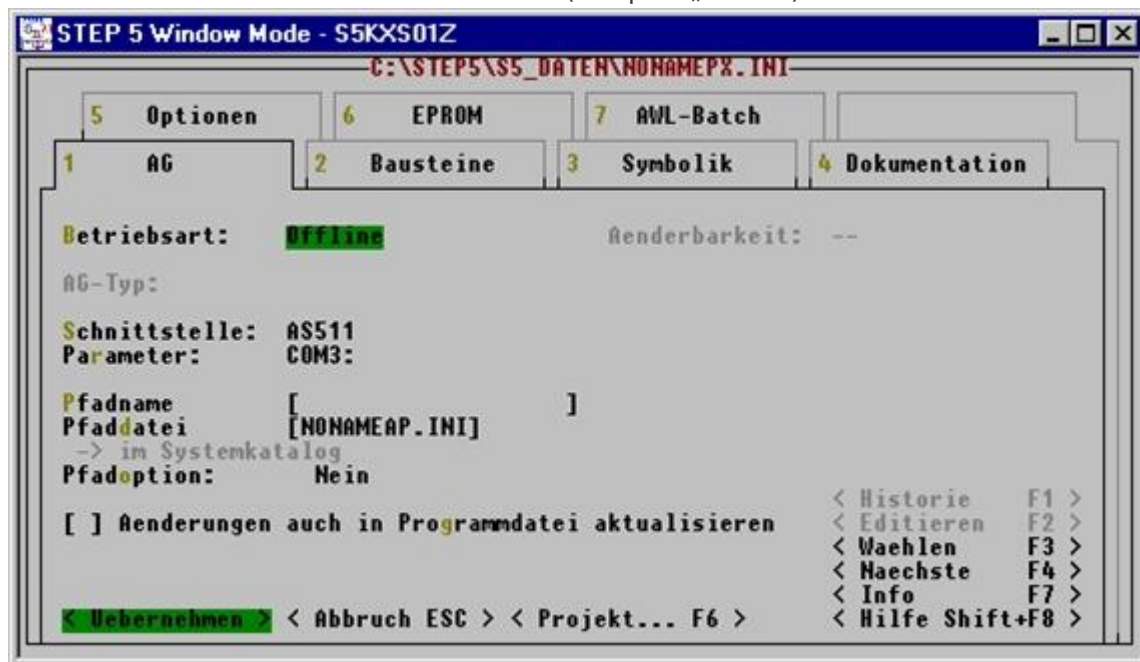 STEP 5 Window Mode - S5KXS01Z
C:\STEP5\S5_DATEN\NONAMEPX.INI
5 Optionen 6 EPROM 7 AWL-Batch
1 AG 2 Bausteine 3 Symbolik 4 Dokumentation
Betriebsart: Offline Aenderbarkeit: --
AG-Typ:
Schnittstelle: AS511
Parameter: COM3:
Pfadname [ ]
Pfaddatei [NONAMEAP.INI]
-> im Systemkatalog
Pfadoption: Nein
< Historie F1 >
[ ] Aenderungen auch in Programmdatei aktualisieren < Editieren F2 >
< Waehlen F3 >
< Naechste F4 >
< Info F7 >
< Uebernehmen > < Abbruch ESC > < Projekt... F6 > < Hilfe Shift+F8 >